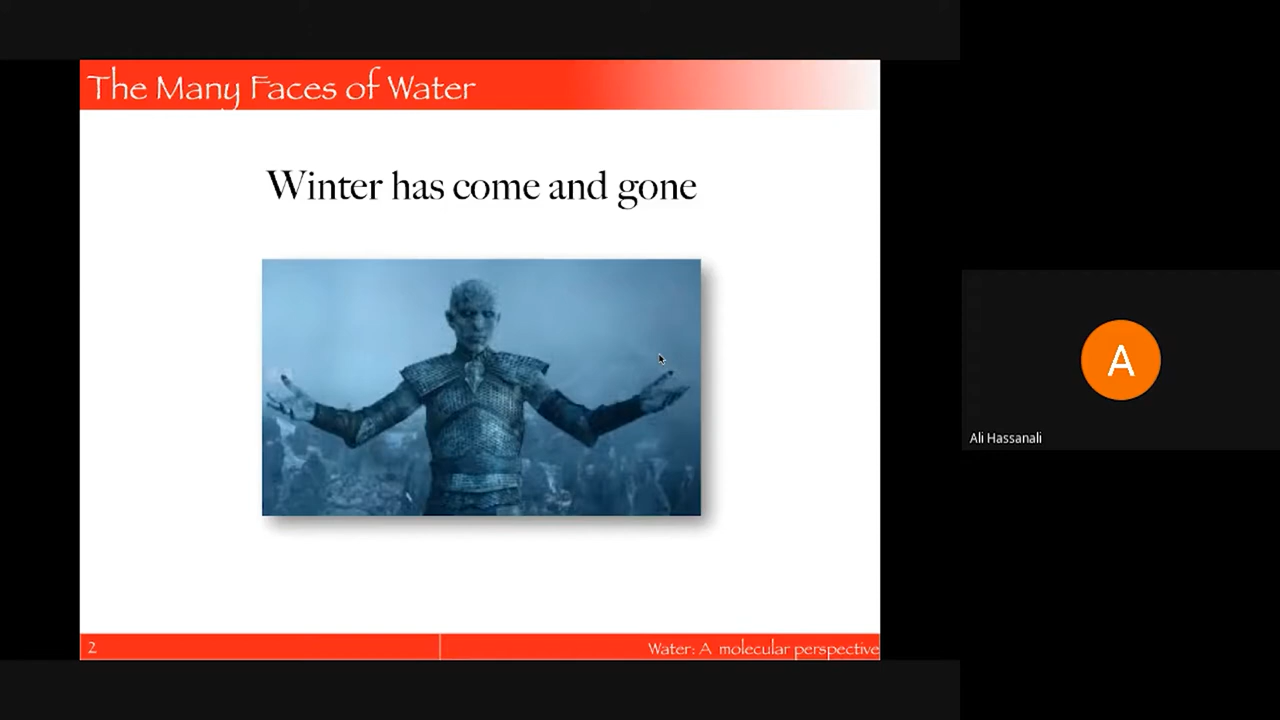 The Many Faces of Water
Winter has come and gone
A
Ali Hassanali
2
Water: A molecular perspective